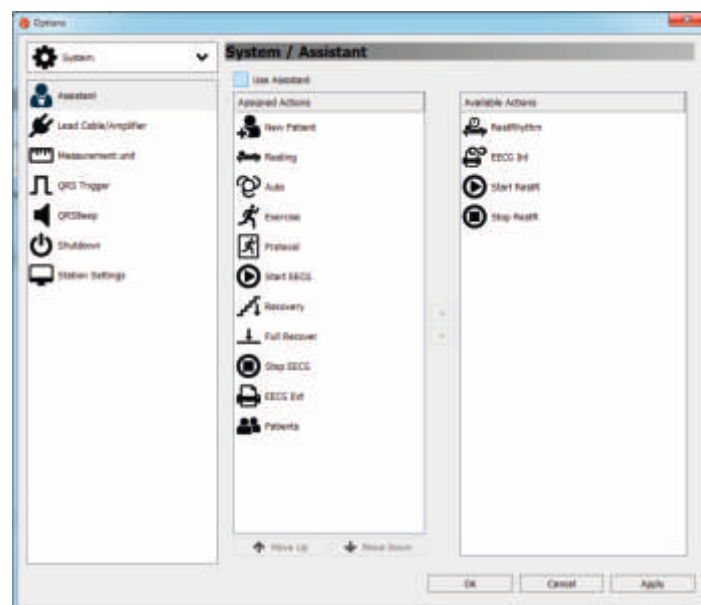 Options
System
System / Assistant
Use Assistant
Assistant
Lead Cable/Amplifier
Measurement unit
QRS Trigger
QRSBeep
Shutdown
Station Settings
Assigned Actions
New Patient
Resting
Auto
Exercise
Protocol
Start EECG
Recovery
Full Recover
Stop EECG
EECG Ext
Patients
Move Up
Move Down
Available Actions
RestRhythm
EECG Int
Start RestR
Stop RestR
OK
Cancel
Apply